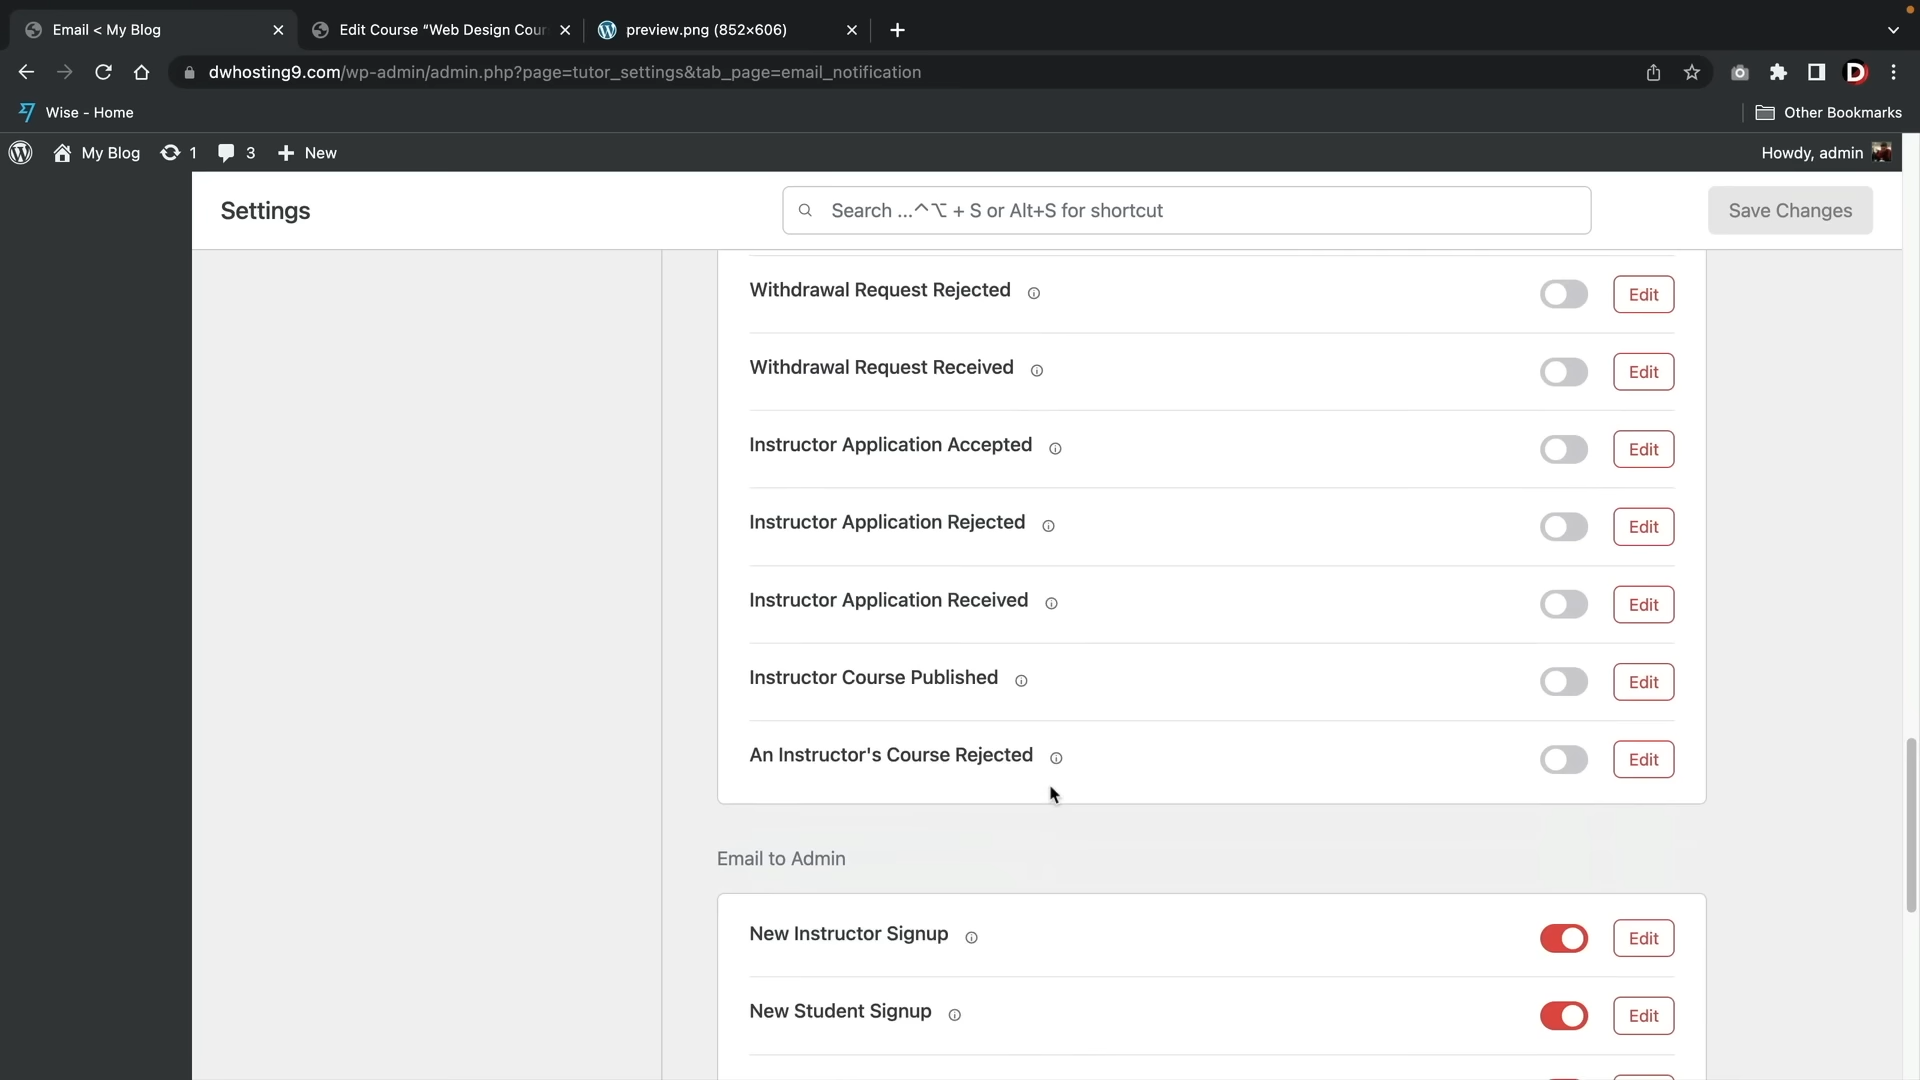 Email < My Blog
Edit Course “Web Design Cour
preview.png (852×606)
dwhosting9.com/wp-admin/admin.php?page=tutor_settings&tab_page=email_notification
Wise - Home
Other Bookmarks
My Blog
1
3
New
Howdy, admin
Settings
Search ...^⌥ + S or Alt+S for shortcut
Save Changes
Withdrawal Request Rejected
Edit
Withdrawal Request Received
Edit
Instructor Application Accepted
Edit
Instructor Application Rejected
Edit
Instructor Application Received
Edit
Instructor Course Published
Edit
An Instructor's Course Rejected
Edit
Email to Admin
New Instructor Signup
Edit
New Student Signup
Edit